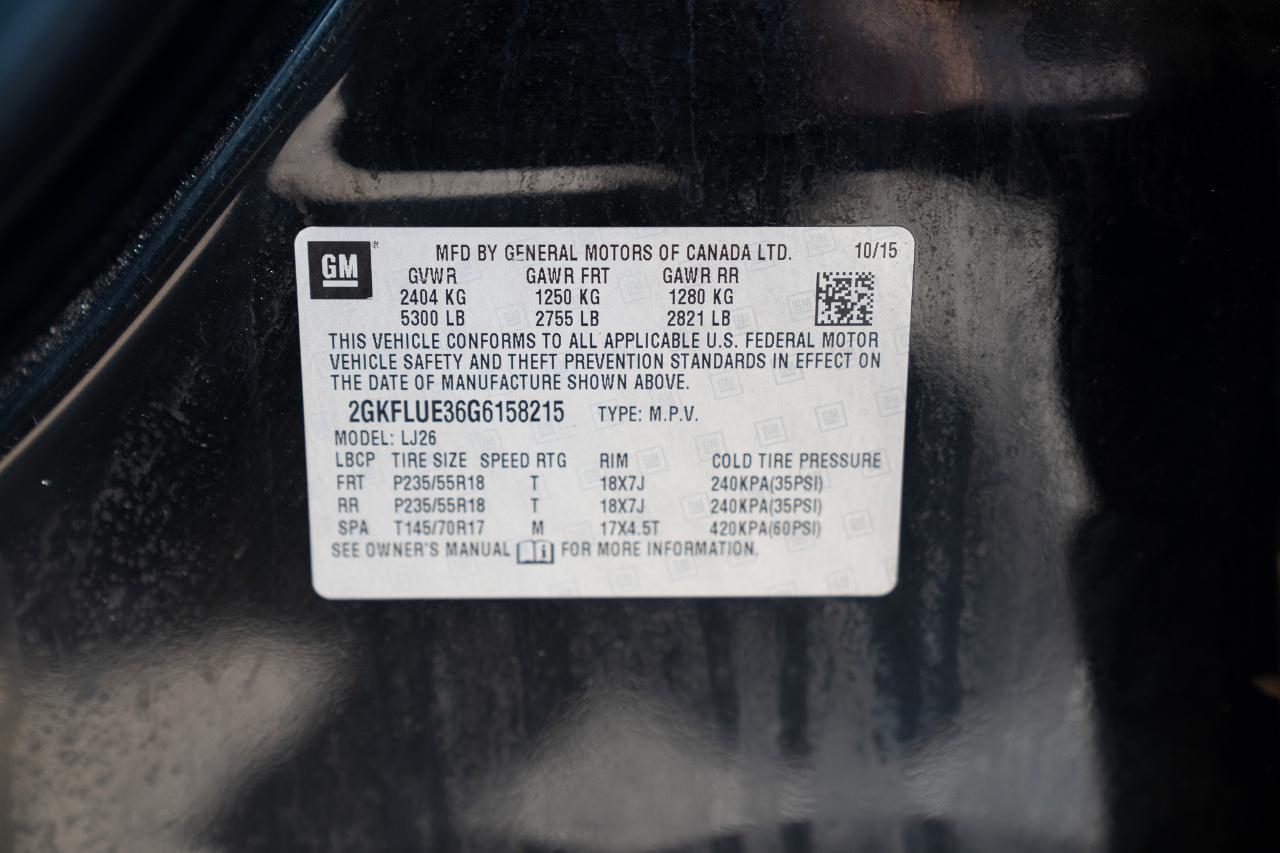 GM
MFD BY GENERAL MOTORS OF CANADA LTD. 10/15
GVWR GAWR FRT GAWR RR
2404 KG 1250 KG 1280 KG
5300 LB 2755 LB 2821 LB
THIS VEHICLE CONFORMS TO ALL APPLICABLE U.S. FEDERAL MOTOR
VEHICLE SAFETY AND THEFT PREVENTION STANDARDS IN EFFECT ON
THE DATE OF MANUFACTURE SHOWN ABOVE.
2GKFLUE36G6158215 TYPE: M.P.V.
MODEL: LJ26
LBCP TIRE SIZE SPEED RTG RIM COLD TIRE PRESSURE
FRT P235/55R18 T 18X7J 240KPA(35PSI)
RR P235/55R18 T 18X7J 240KPA(35PSI)
SPA T145/70R17 M 17X4.5T 420KPA(60PSI)
SEE OWNER'S MANUAL FOR MORE INFORMATION.